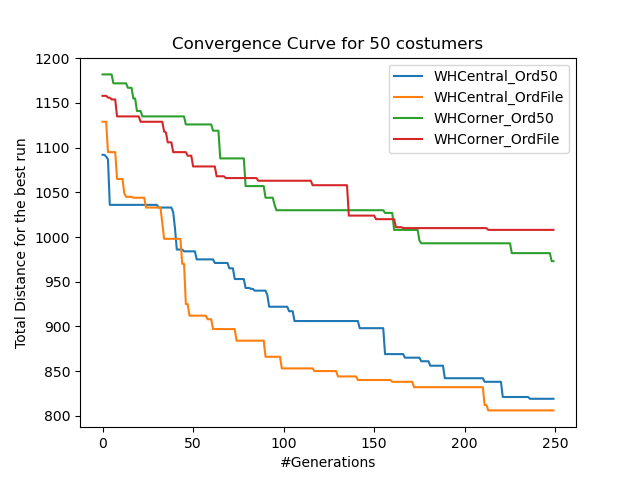 Convergence Curve for 50 costumers
1200
1150
1100
1050
1000
950
900
850
800
Total Distance for the best run
WHCentral_Ord50
WHCentral_OrdFile
WHCorner_Ord50
WHCorner_OrdFile
0 50 100 150 200 250
#Generations